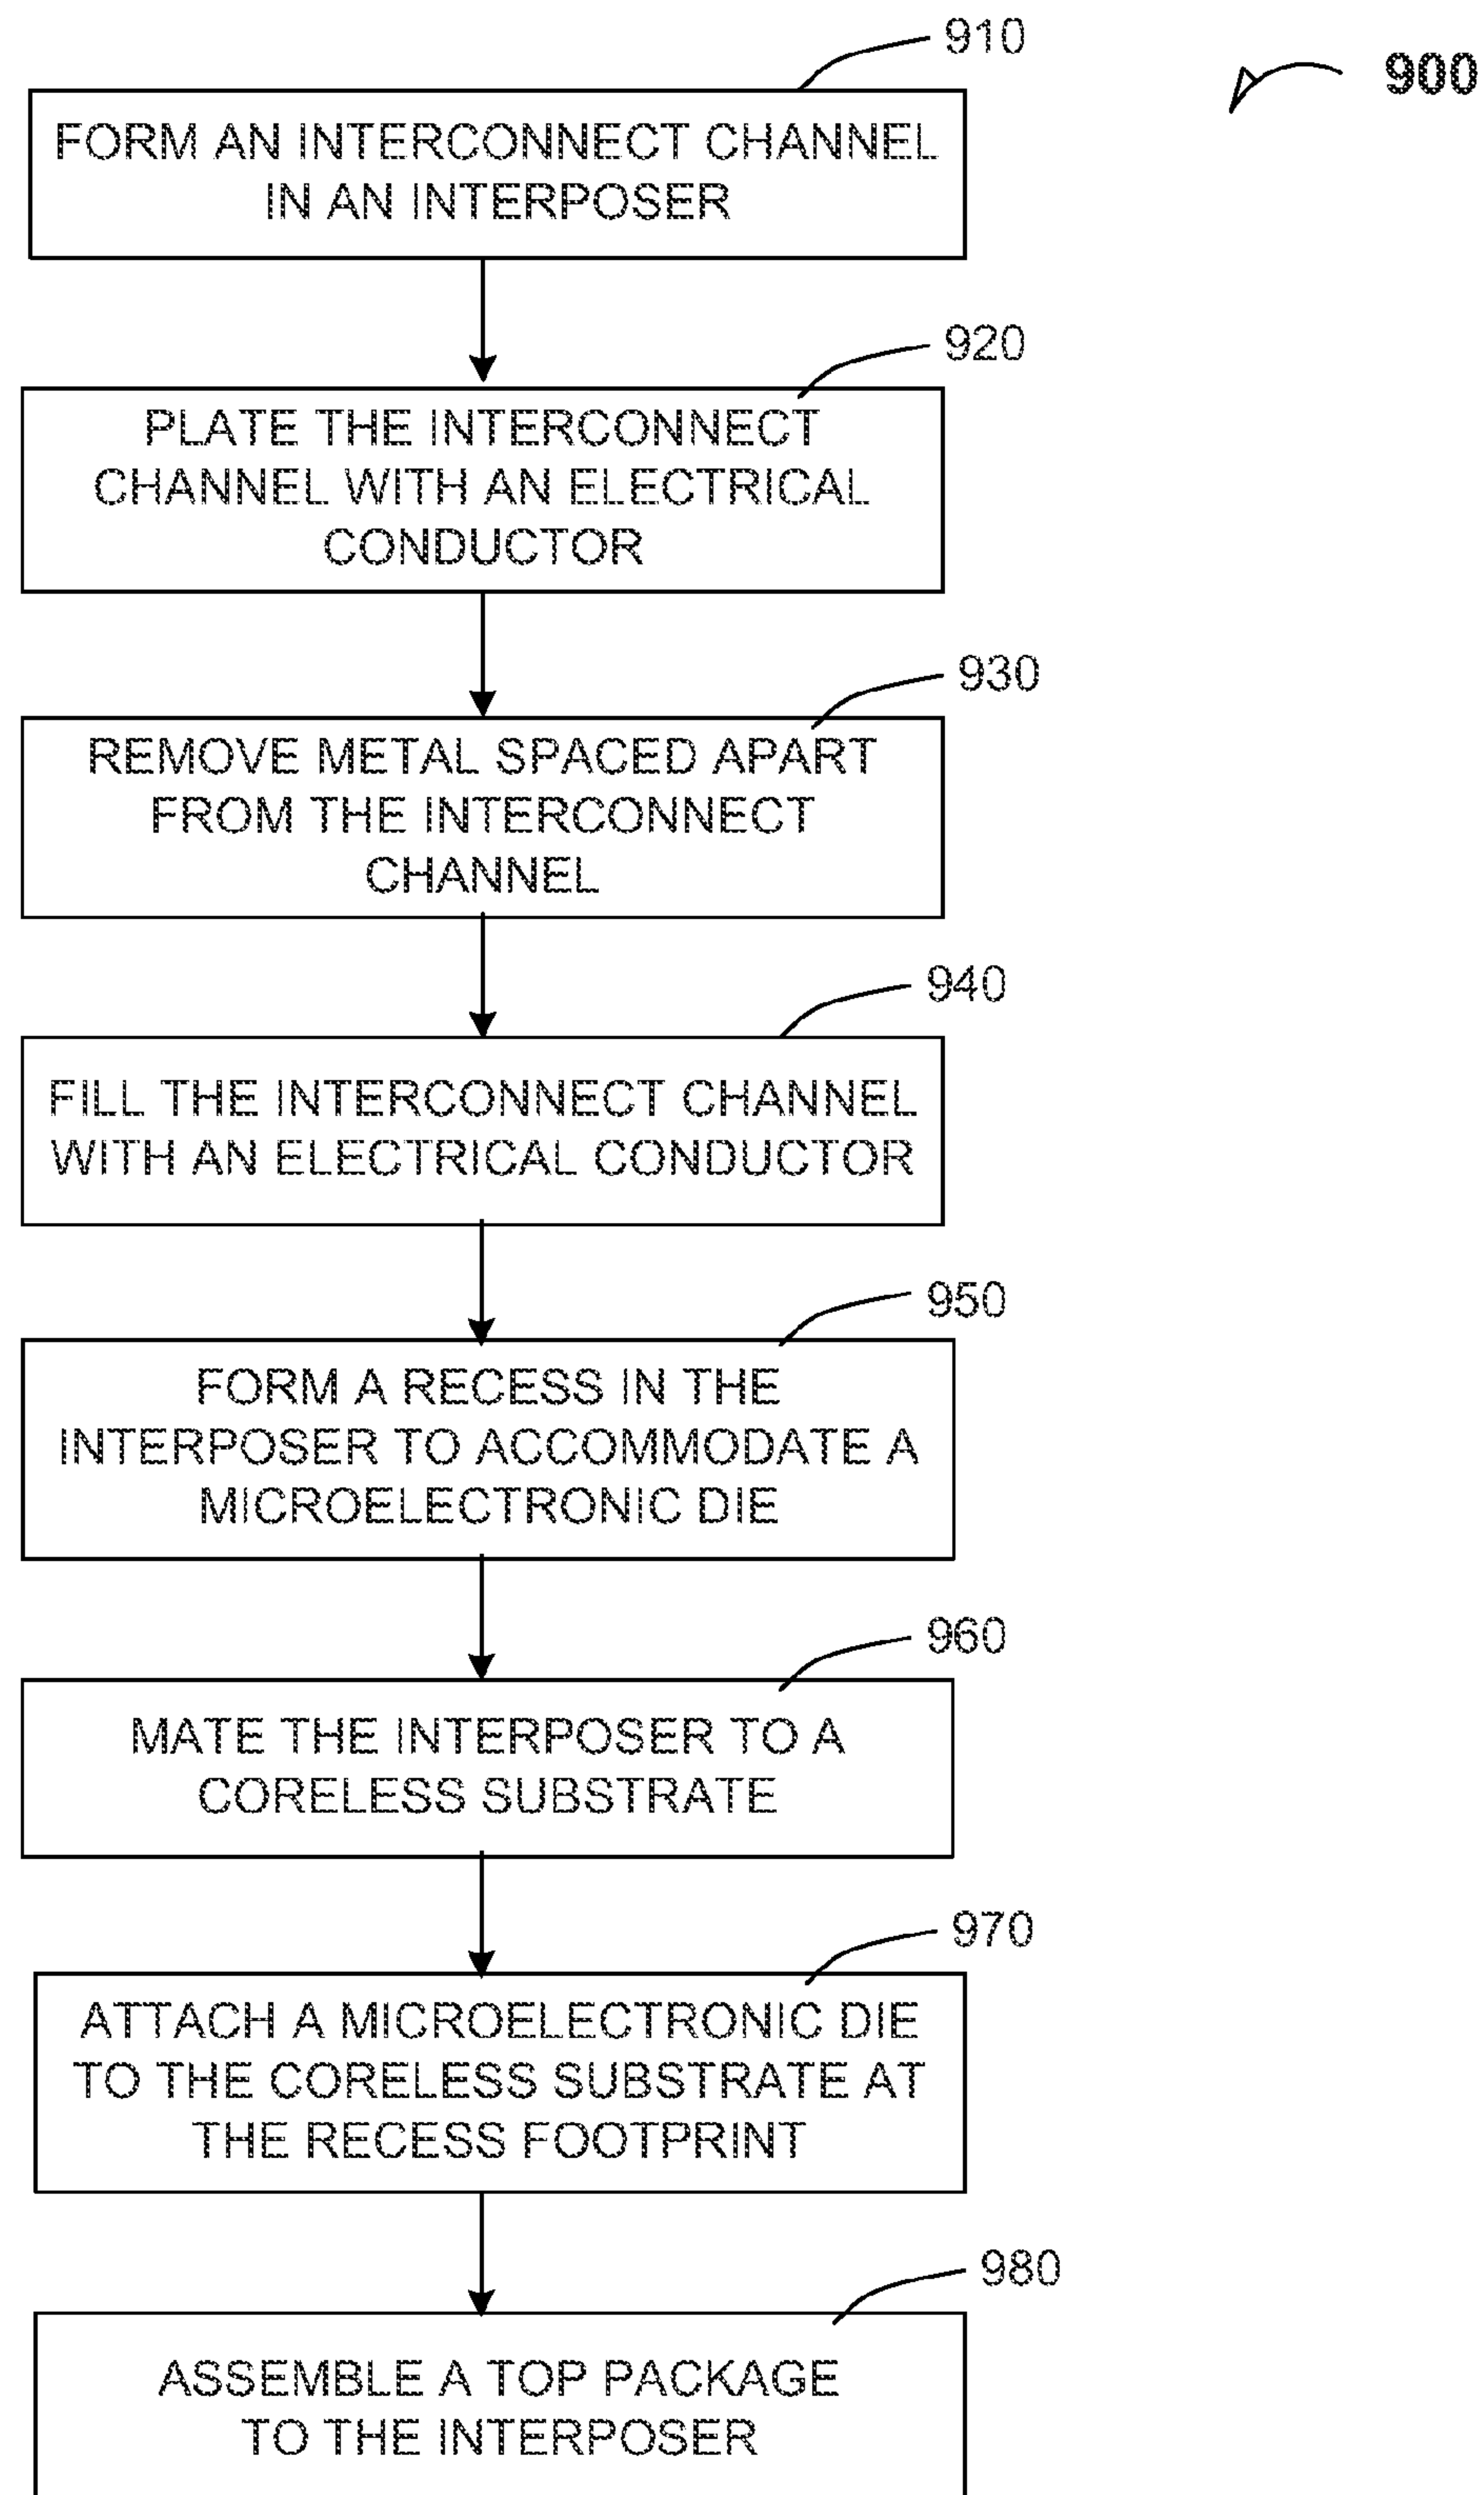 910
900
FORM AN INTERCONNECT CHANNEL
IN AN INTERPOSER
920
PLATE THE INTERCONNECT
CHANNEL WITH AN ELECTRICAL
CONDUCTOR
930
REMOVE METAL SPACED APART
FROM THE INTERCONNECT
CHANNEL
940
FILL THE INTERCONNECT CHANNEL
WITH AN ELECTRICAL CONDUCTOR
950
FORM A RECESS IN THE
INTERPOSER TO ACCOMMODATE A
MICROELECTRONIC DIE
960
MATE THE INTERPOSER TO A
CORELESS SUBSTRATE
970
ATTACH A MICROELECTRONIC DIE
TO THE CORELESS SUBSTRATE AT
THE RECESS FOOTPRINT
980
ASSEMBLE A TOP PACKAGE
TO THE INTERPOSER